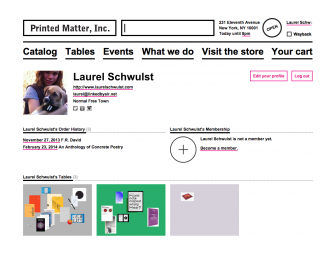 Printed Matter, Inc.
231 Eleventh Avenue
New York, NY 10001
Today until 6pm
OPEN
Laurel Schw
Wayback
Catalog Tables Events What we do Visit the store Your cart
Laurel Schwulst
http://www.laurelschwulst.com
laurel@linkedbyair.net
Normal Free Town
Edit your profile
Log out
Laurel Schwulst's Order History (2)
November 27, 2013 F.R. David
February 23, 2014 An Anthology of Concrete Poetry
Laurel Schwulst's Membership
Laurel Schwulst is not a member yet.
Become a member.
Laurel Schwulst's Tables